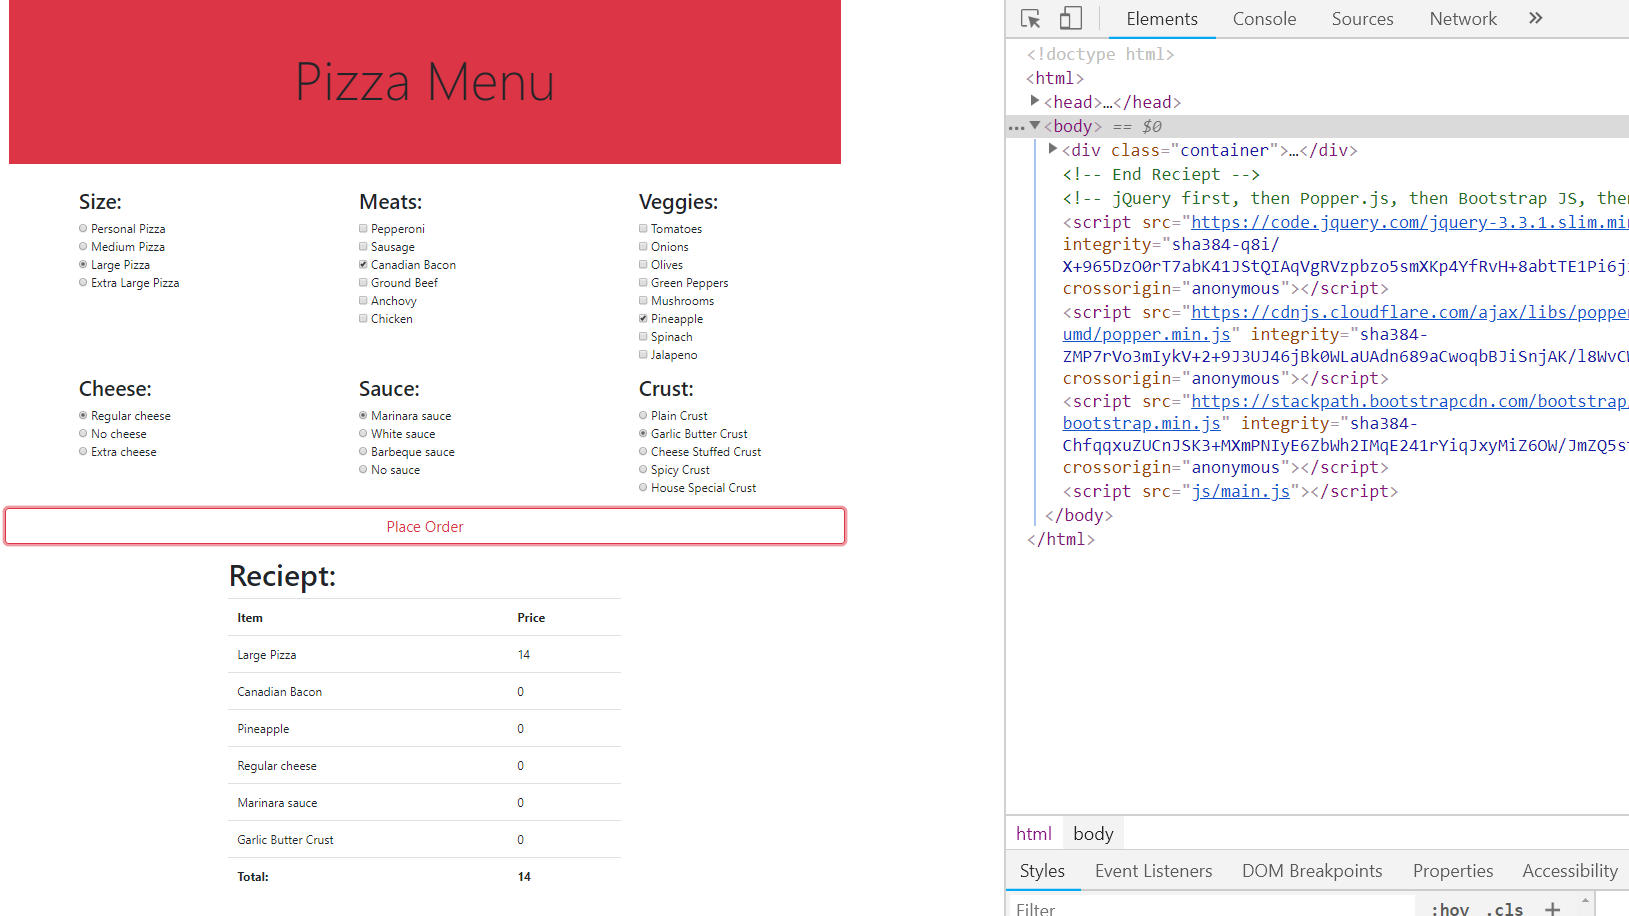 Pizza Menu
Size:
Personal Pizza
Medium Pizza
Large Pizza
Extra Large Pizza
Meats:
Pepperoni
Sausage
Canadian Bacon
Ground Beef
Anchovy
Chicken
Veggies:
Tomatoes
Onions
Olives
Green Peppers
Mushrooms
Pineapple
Spinach
Jalapeno
Cheese:
Regular cheese
No cheese
Extra cheese
Sauce:
Marinara sauce
White sauce
Barbeque sauce
No sauce
Crust:
Plain Crust
Garlic Butter Crust
Cheese Stuffed Crust
Spicy Crust
House Special Crust
Place Order
Reciept:
Item Price
Large Pizza 14
Canadian Bacon 0
Pineapple 0
Regular cheese 0
Marinara sauce 0
Garlic Butter Crust 0
Total: 14
Elements Console Sources Network »
<!doctype html>
<html>
<head>…</head>
<body> == $0
<div class="container">…</div>
<!-- End Reciept -->
<!-- jQuery first, then Popper.js, then Bootstrap JS, the
<script src="https://code.jquery.com/jquery-3.3.1.slim.mi
integrity="sha384-q8i/
X+965DzO0rT7abK41JStQIAqVgRVzpbzo5smXKp4YfRvH+8abtTE1Pi6j
crossorigin="anonymous"></script>
<script src="https://cdnjs.cloudflare.com/ajax/libs/poppe
umd/popper.min.js" integrity="sha384-
ZMP7rVo3mIykV+2+9J3UJ46jBk0WLaUAdn689aCwoqbBJiSnjAK/l8WvC
crossorigin="anonymous"></script>
<script src="https://stackpath.bootstrapcdn.com/bootstrap
bootstrap.min.js" integrity="sha384-
ChfqqxuZUCnJSK3+MXmPNIyE6ZbWh2IMqE241rYiqJxyMiZ6OW/JmZQ5s
crossorigin="anonymous"></script>
<script src="js/main.js"></script>
</body>
</html>
html body
Styles Event Listeners DOM Breakpoints Properties Accessibility
Filter :hov .cls +